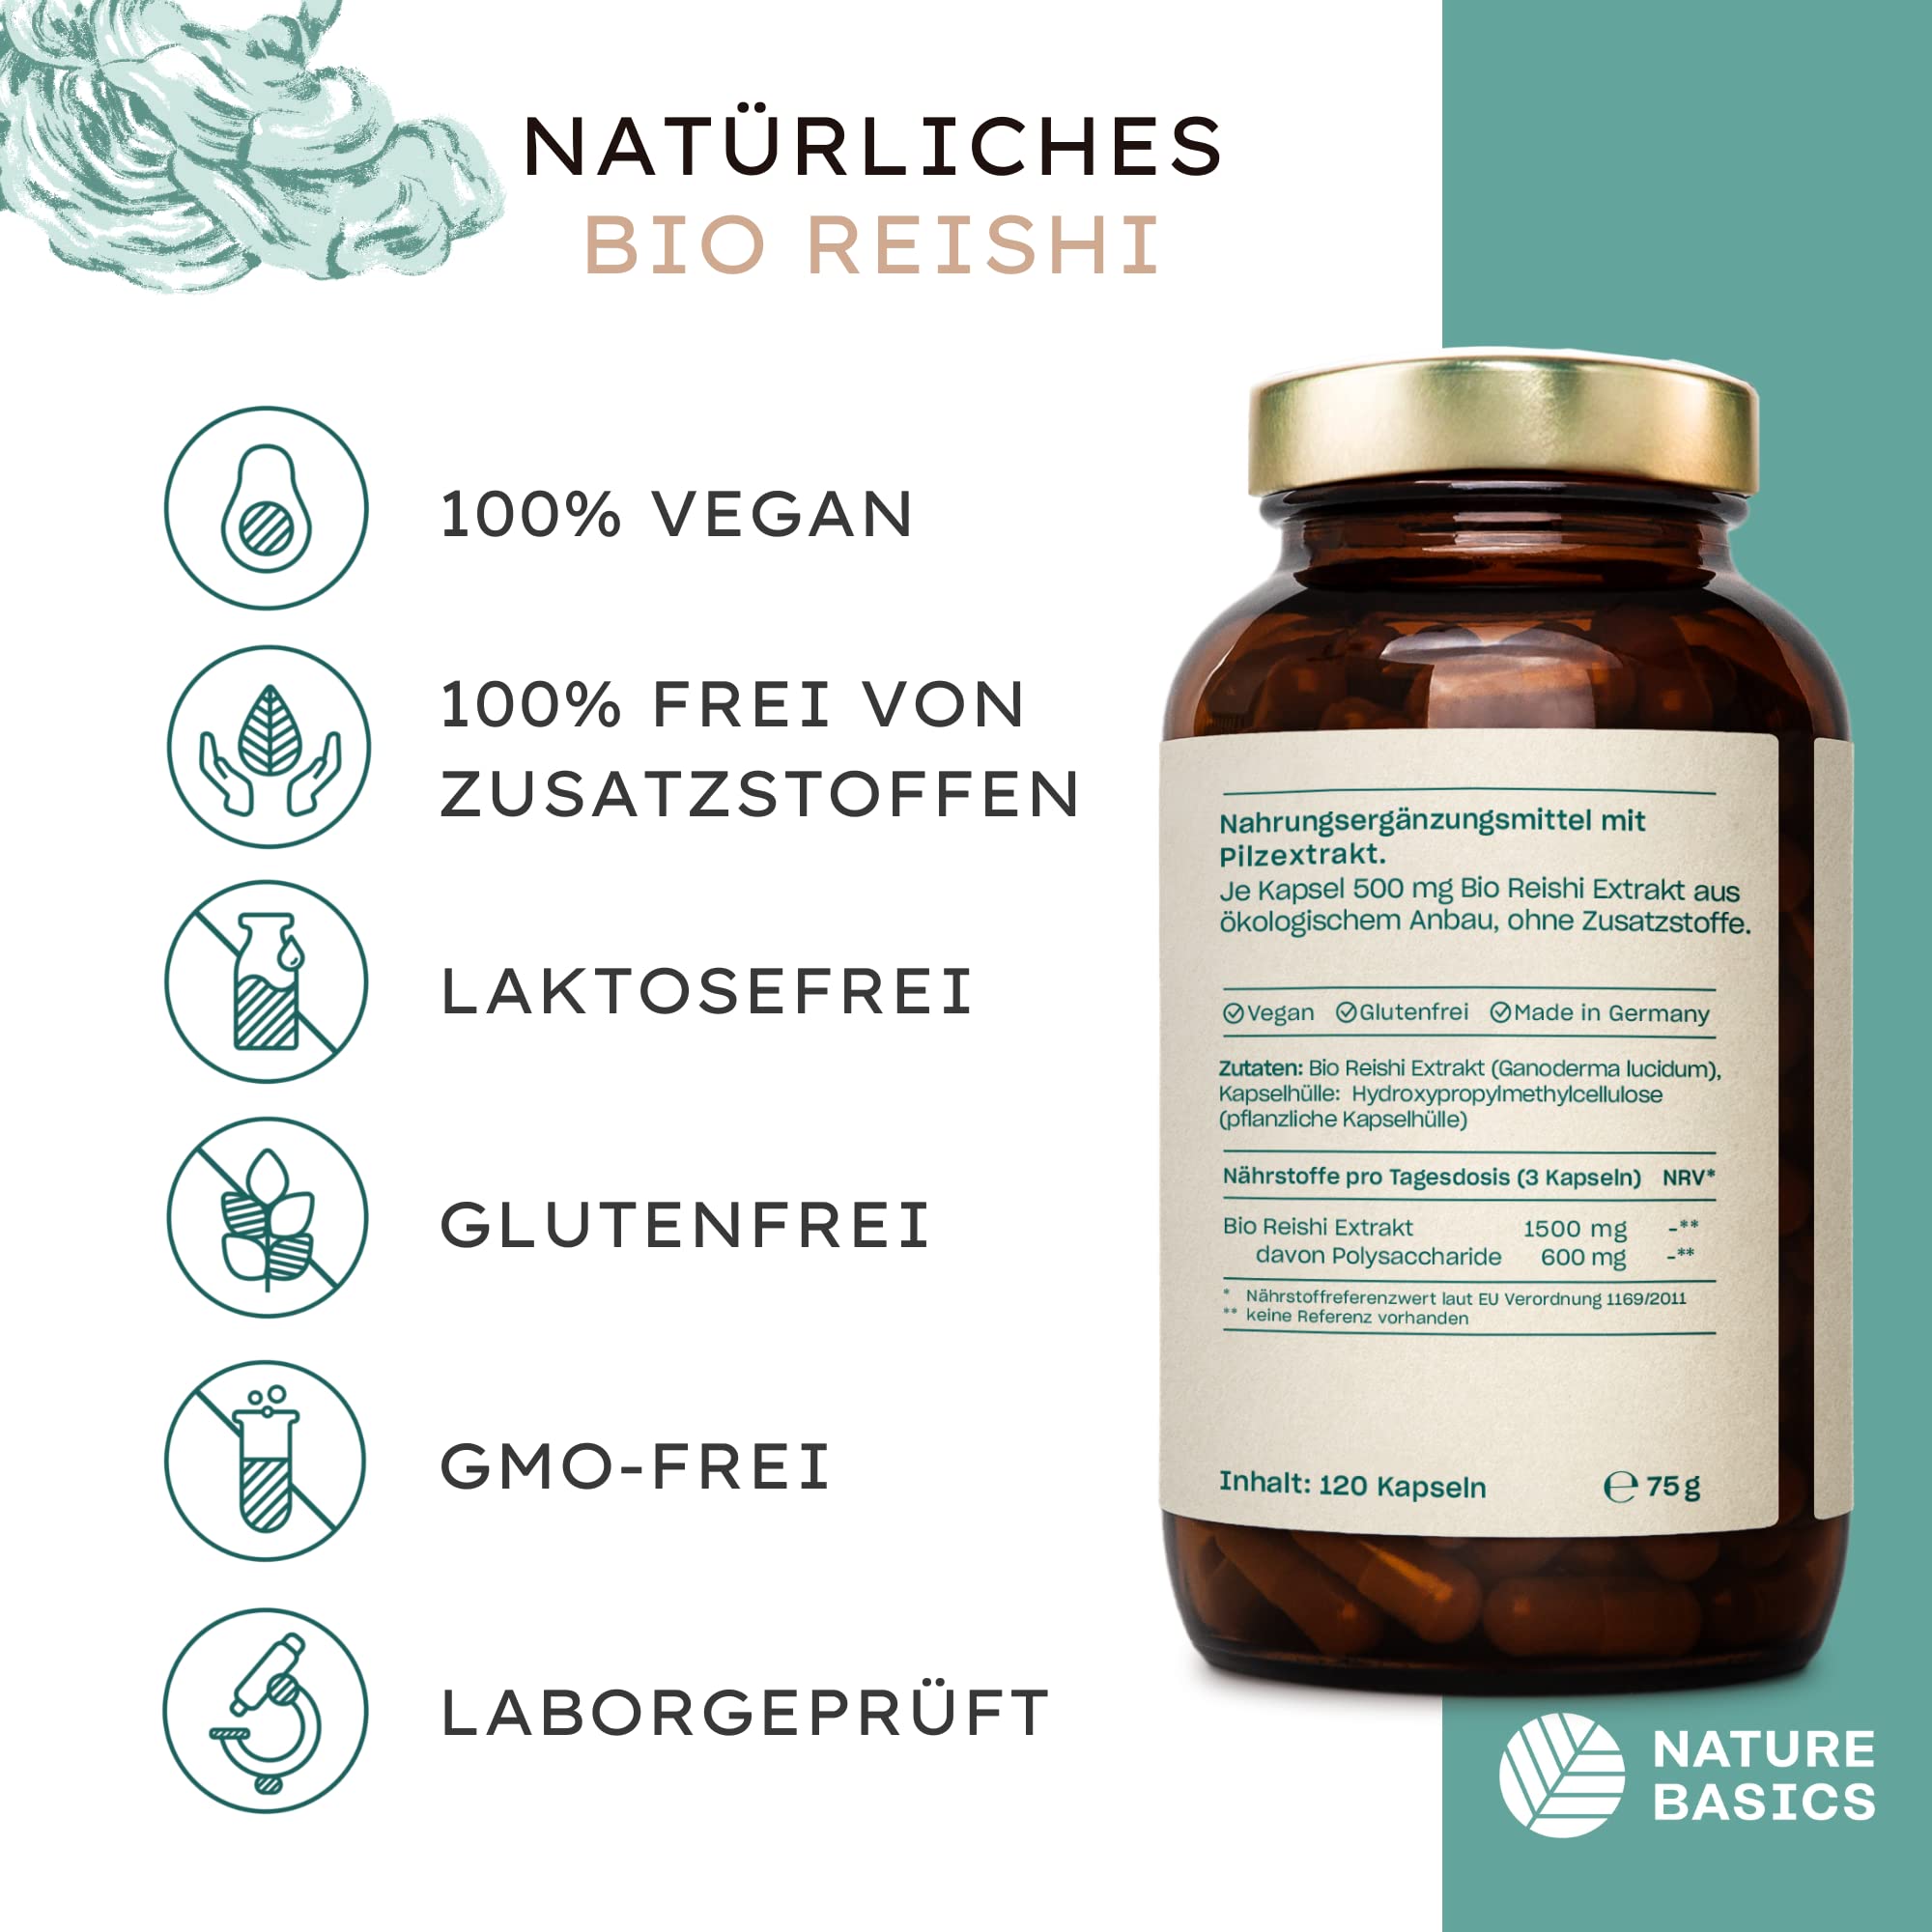 NATÜRLICHES
BIO REISHI
100% VEGAN
100% FREI VON
ZUSATZSTOFFEN
LAKTOSEFREI
GLUTENFREI
GMO-FREI
LABORGEPRÜFT
Nahrungsergänzungsmittel mit
Pilzextrakt.
Je Kapsel 500 mg Bio Reishi Extrakt aus
ökologischem Anbau, ohne Zusatzstoffe.
Vegan Glutenfrei Made in Germany
Zutaten: Bio Reishi Extrakt (Ganoderma lucidum),
Kapselhülle: Hydroxypropylmethylcellulose
(pflanzliche Kapselhülle)
Nährstoffe pro Tagesdosis (3 Kapseln) NRV*
Bio Reishi Extrakt 1500 mg -**
davon Polysaccharide 600 mg -**
* Nährstoffreferenzwert laut EU Verordnung 1169/2011
** keine Referenz vorhanden
Inhalt: 120 Kapseln ℮ 75 g
NATURE
BASICS